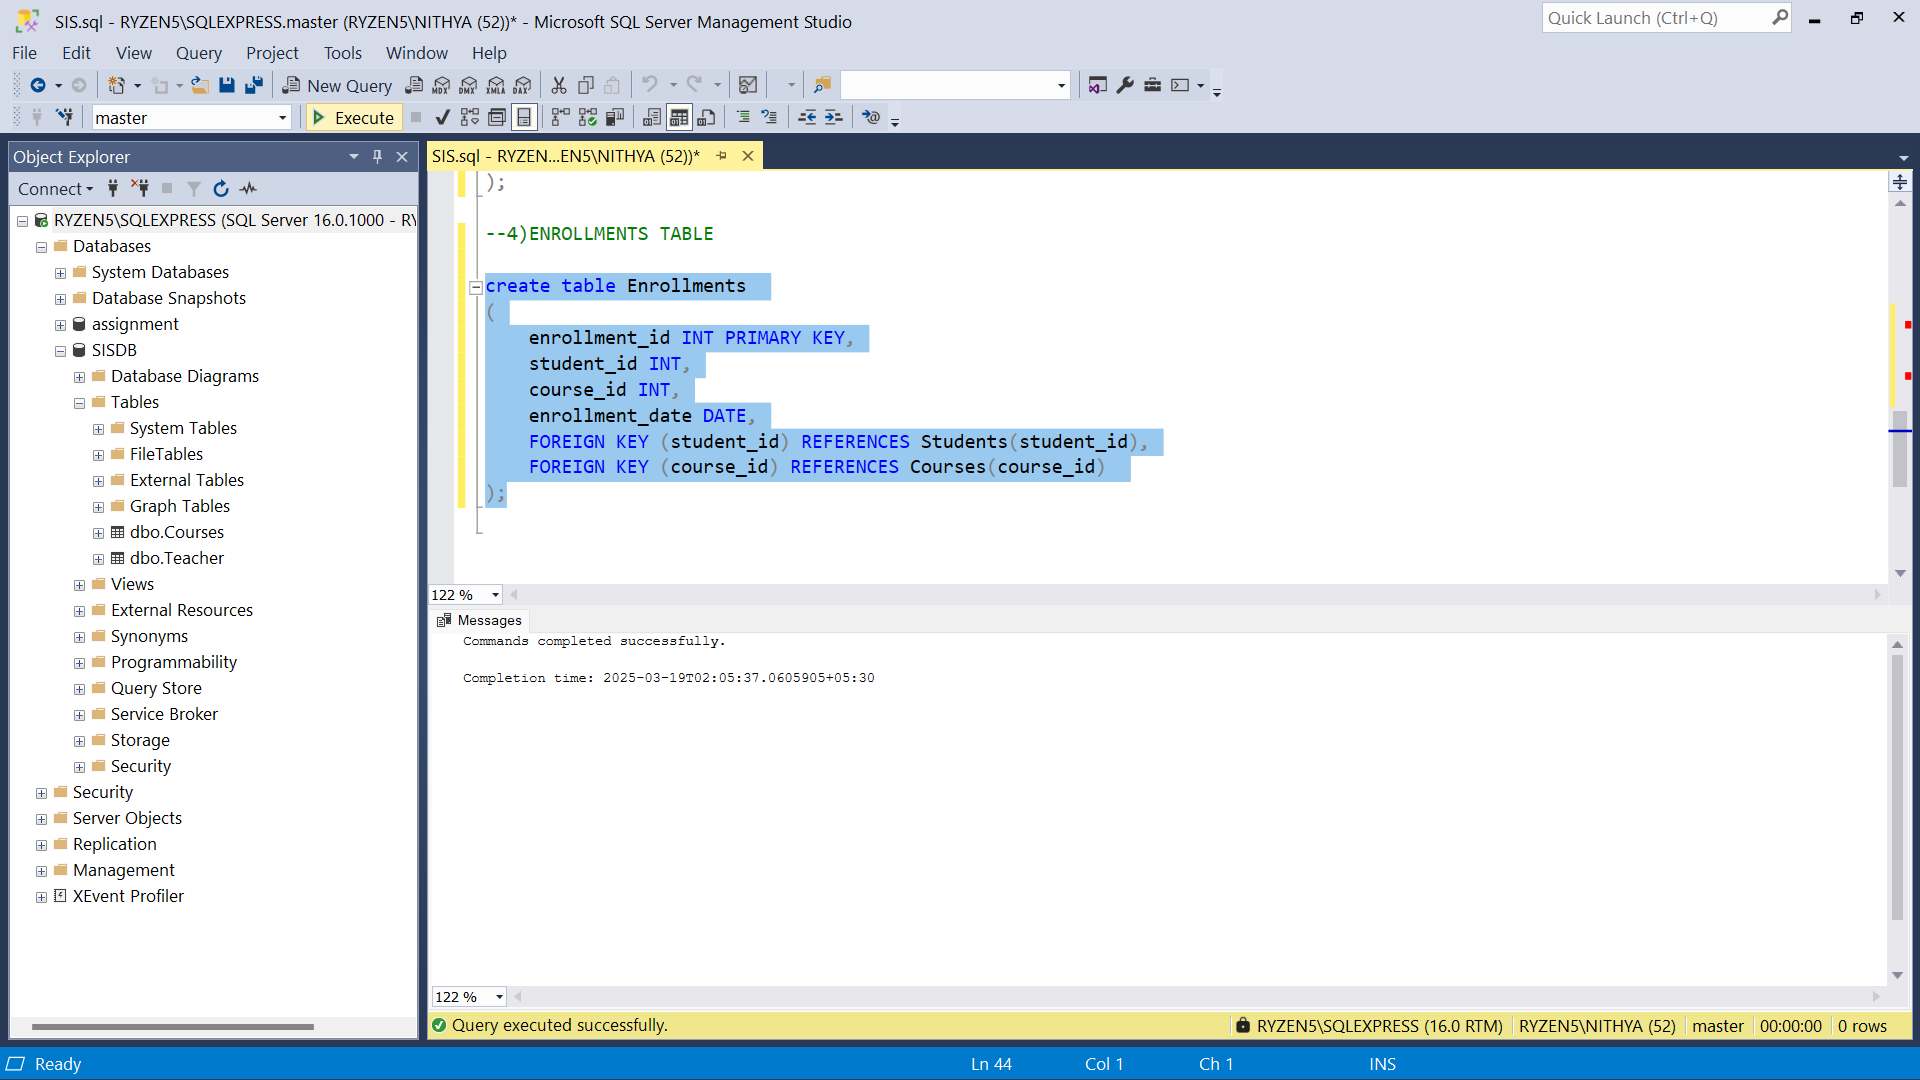 SIS.sql - RYZEN5\SQLEXPRESS.master (RYZEN5\NITHYA (52))* - Microsoft SQL Server Management Studio
Quick Launch (Ctrl+Q)
File Edit View Query Project Tools Window Help
New Query MDX DMX XMLA DAX
master Execute
Object Explorer
SIS.sql - RYZEN...EN5\NITHYA (52))*
Connect
RYZEN5\SQLEXPRESS (SQL Server 16.0.1000 - RY
Databases
System Databases
Database Snapshots
assignment
SISDB
Database Diagrams
Tables
System Tables
FileTables
External Tables
Graph Tables
dbo.Courses
dbo.Teacher
Views
External Resources
Synonyms
Programmability
Query Store
Service Broker
Storage
Security
Security
Server Objects
Replication
Management
XEvent Profiler
);
--4)ENROLLMENTS TABLE
create table Enrollments
(
enrollment_id INT PRIMARY KEY,
student_id INT,
course_id INT,
enrollment_date DATE,
FOREIGN KEY (student_id) REFERENCES Students(student_id),
FOREIGN KEY (course_id) REFERENCES Courses(course_id)
);
122 %
Messages
Commands completed successfully.
Completion time: 2025-03-19T02:05:37.0605905+05:30
122 %
Query executed successfully.
RYZEN5\SQLEXPRESS (16.0 RTM) RYZEN5\NITHYA (52) master 00:00:00 0 rows
Ready Ln 44 Col 1 Ch 1 INS